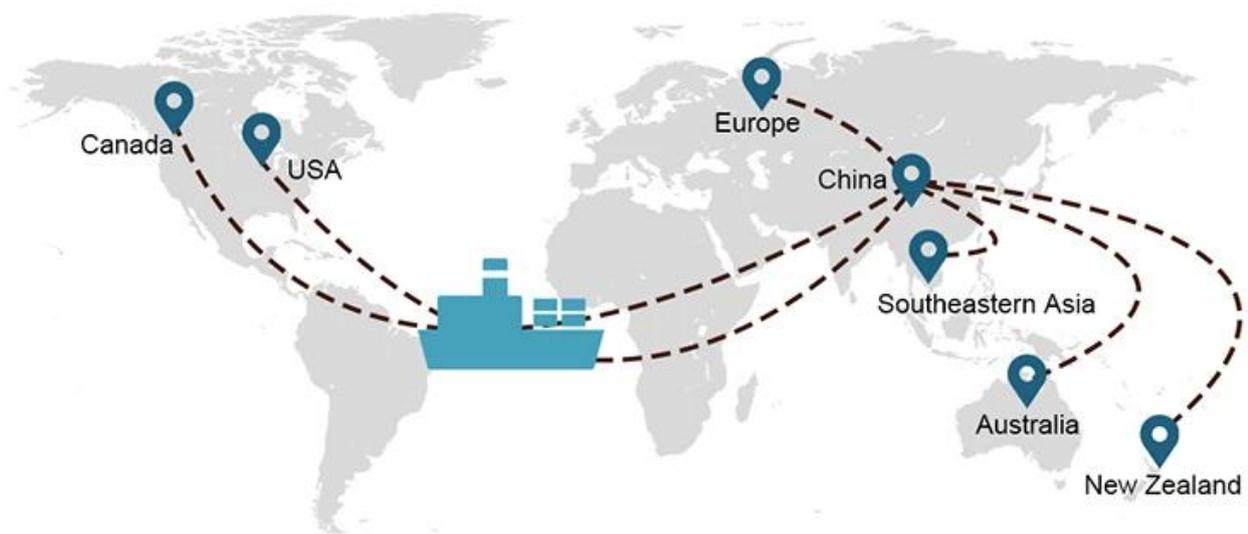 Europe
Canada
USA
China
Southeastern Asia
Australia
New Zealand